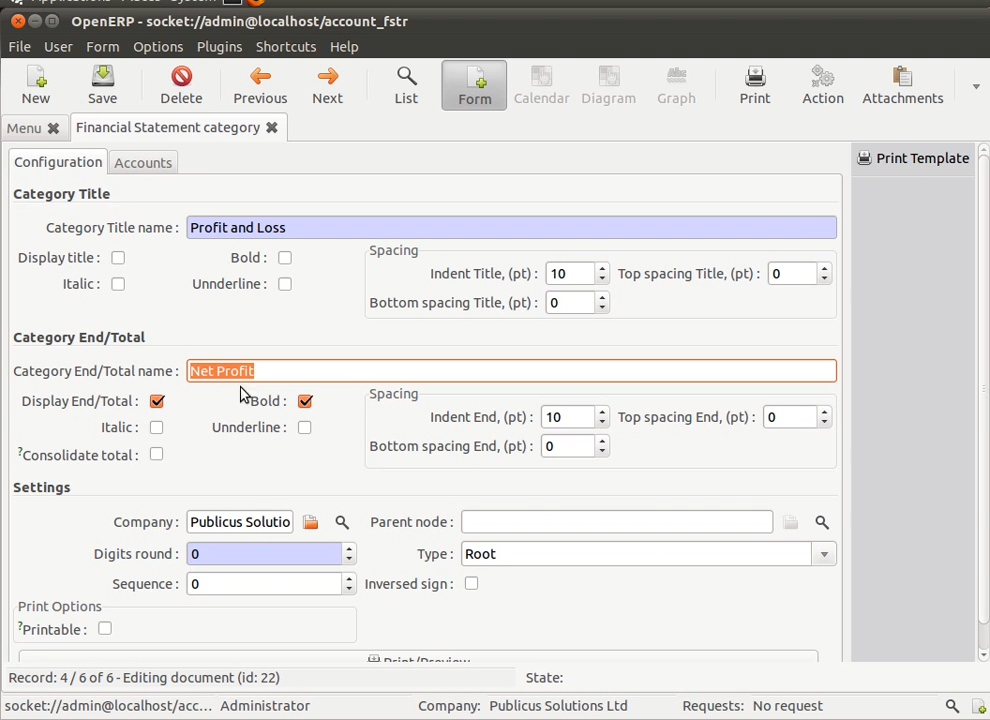 OpenERP - socket://admin@localhost/account_fstr
File User Form Options Plugins Shortcuts Help
New Save Delete Previous Next List Form Calendar Diagram Graph Print Action Attachments
Menu Financial Statement category
Configuration Accounts
Print Template
Category Title
Category Title name : Profit and Loss
Display title : Bold : Spacing
Indent Title, (pt) : 10 Top spacing Title, (pt) : 0
Italic : Unnderline :
Bottom spacing Title, (pt) : 0
Category End/Total
Category End/Total name : Net Profit
Display End/Total : Bold : Spacing
Indent End, (pt) : 10 Top spacing End, (pt) : 0
Italic : Unnderline :
Bottom spacing End, (pt) : 0
?Consolidate total :
Settings
Company : Publicus Solutio Parent node :
Digits round : 0 Type : Root
Sequence : 0 Inversed sign :
Print Options
?Printable :
Print/Preview
Record: 4 / 6 of 6 - Editing document (id: 22) State:
socket://admin@localhost/acc... Administrator Company: Publicus Solutions Ltd Requests: No request